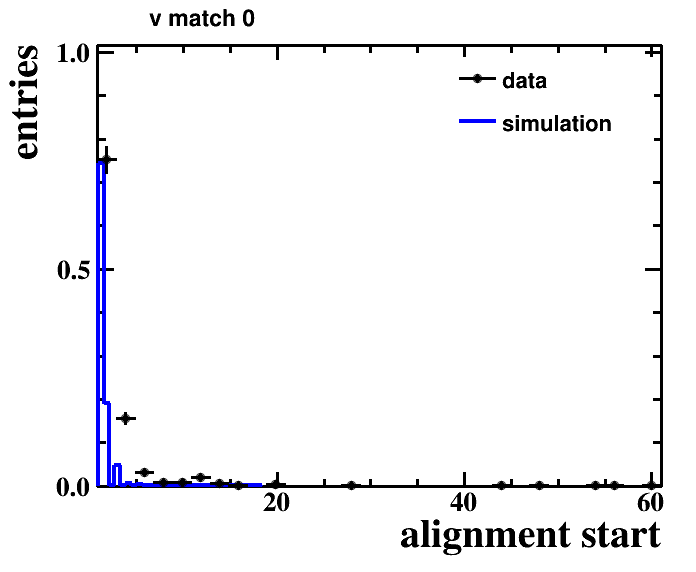 v match 0
entries
1.0
0.5
0.0
data
simulation
20
40
60
alignment start